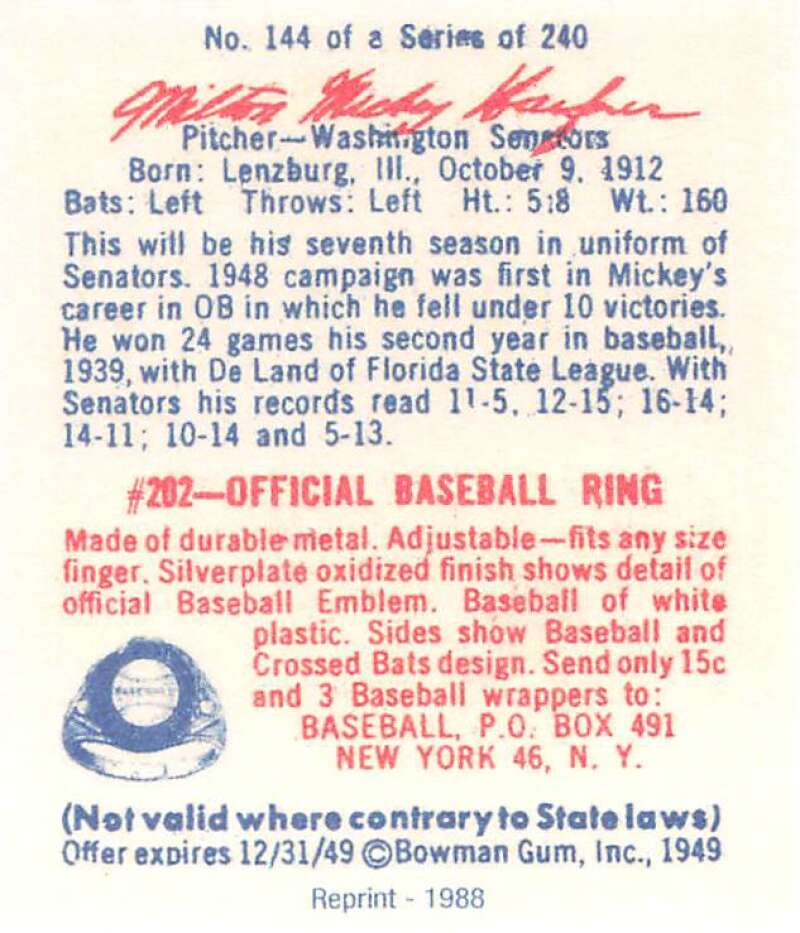 No. 144 of a Series of 240
Milton Mickey Haefner
Pitcher—Washington Senators
Born: Lenzburg, Ill., October 9, 1912
Bats: Left Throws: Left Ht.: 5:8 Wt.: 160
This will be his seventh season in uniform of
Senators. 1948 campaign was first in Mickey's
career in OB in which he fell under 10 victories.
He won 24 games his second year in baseball,
1939, with De Land of Florida State League. With
Senators his records read 11-5, 12-15; 16-14;
14-11; 10-14 and 5-13.
#202—OFFICIAL BASEBALL RING
Made of durable metal. Adjustable—fits any size
finger. Silverplate oxidized finish shows detail of
official Baseball Emblem. Baseball of white
plastic. Sides show Baseball and
Crossed Bats design. Send only 15c
and 3 Baseball wrappers to:
BASEBALL, P.O. BOX 491
NEW YORK 46, N. Y.
BASEBALL
(Not valid where contrary to State laws)
Offer expires 12/31/49 ©Bowman Gum, Inc., 1949
Reprint - 1988